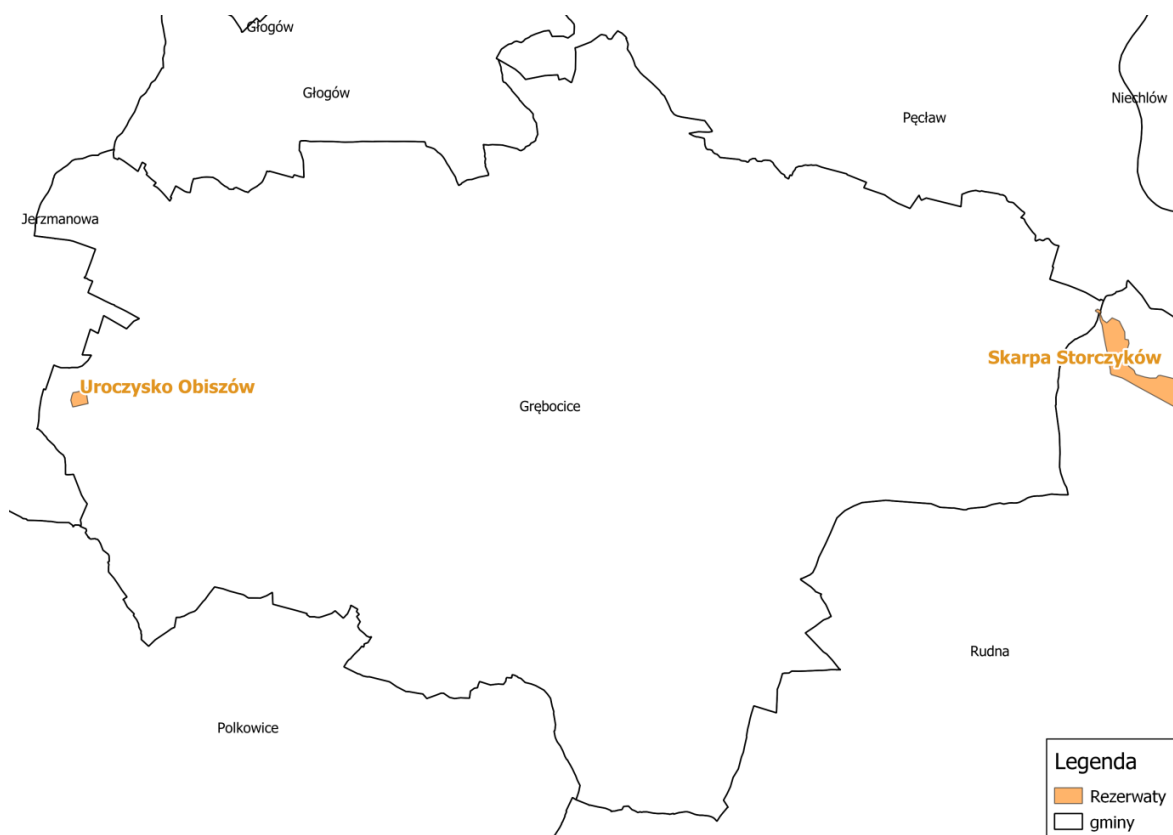 Głogów
Głogów
Niechlów
Pęcław
Jerzmanowa
Skarpa Storczyków
Uroczysko Obiszów
Grębocice
Rudna
Polkowice
Legenda
Rezerwaty
gminy